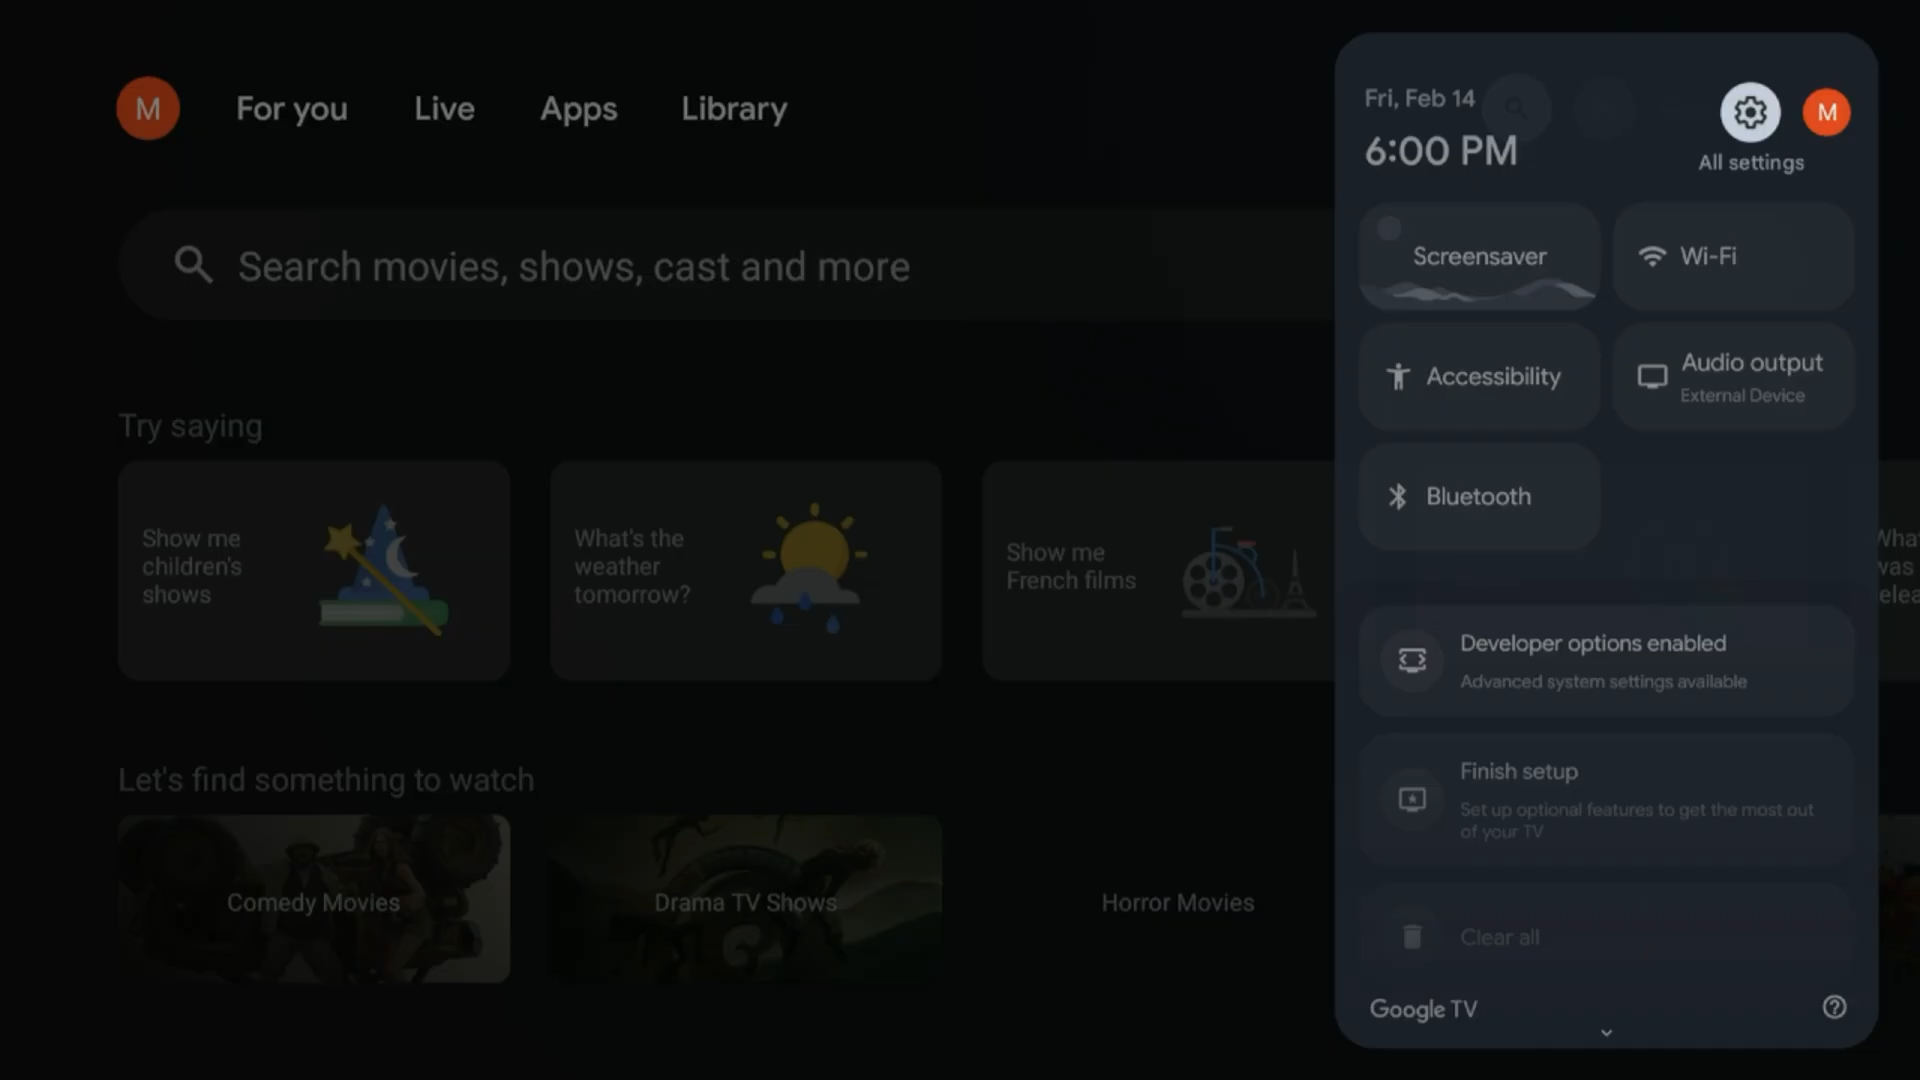 M
For you
Live
Apps
Library
Search movies, shows, cast and more
Try saying
Show me
children's
shows
What's the
weather
tomorrow?
Show me
French films
Let's find something to watch
Comedy Movies
Drama TV Shows
Horror Movies
Fri, Feb 14
6:00 PM
M
All settings
Screensaver
Wi-Fi
Accessibility
Audio output
External Device
Bluetooth
Developer options enabled
Advanced system settings available
Finish setup
Set up optional features to get the most out
of your TV
Clear all
Google TV